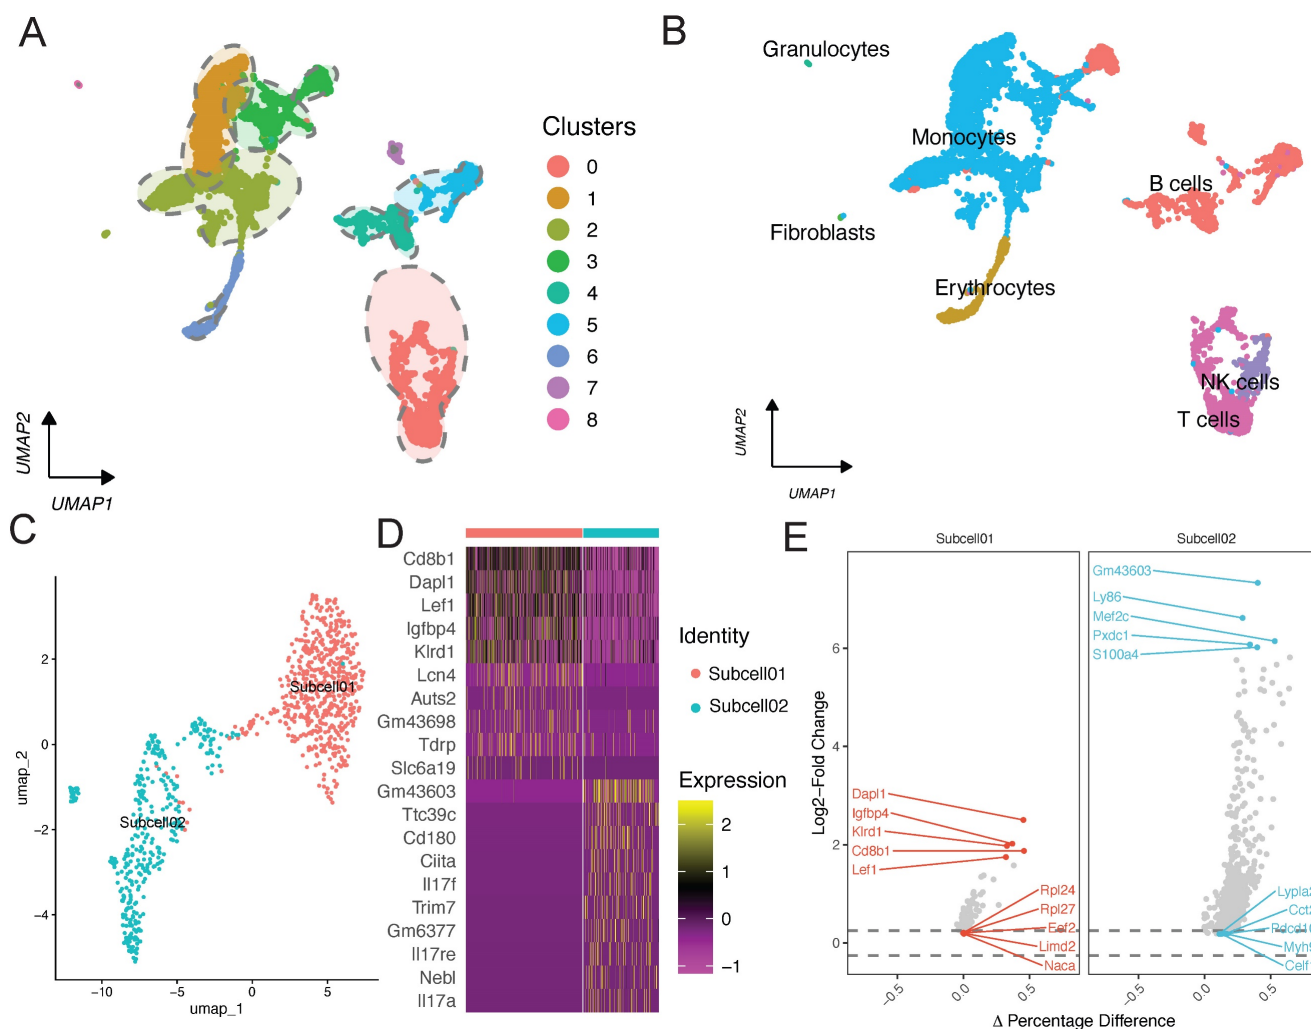 A
Clusters
0
1
2
3
4
5
6
7
8
UMAP2
UMAP1
B
Granulocytes
Monocytes
B cells
Fibroblasts
Erythrocytes
NK cells
T cells
UMAP2
UMAP1
C
Subcell01
Subcell02
2
0
−2
−4
−10
−5
0
5
umap_2
umap_1
D
Cd8b1
Dapl1
Lef1
Igfbp4
Klrd1
Lcn4
Auts2
Gm43698
Tdrp
Slc6a19
Gm43603
Ttc39c
Cd180
Ciita
Il17f
Trim7
Gm6377
Il17re
Nebl
Il17a
Identity
Subcell01
Subcell02
Expression
2
1
0
−1
E
Subcell01
Subcell02
Log2−Fold Change
6
4
2
0
Dapl1
Igfbp4
Klrd1
Cd8b1
Lef1
Rpl24
Rpl27
Eef2
Limd2
Naca
Gm43603
Ly86
Mef2c
Pxdc1
S100a4
−0.5
0.0
0.5
−0.5
0.0
0.5
Δ Percentage Difference